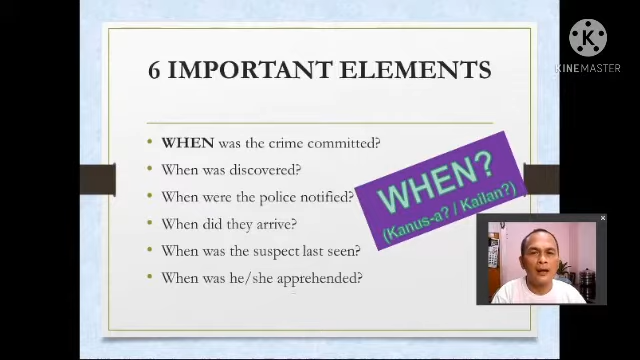 6 IMPORTANT ELEMENTS
WHEN was the crime committed?
When was discovered?
When were the police notified?
When did they arrive?
When was the suspect last seen?
When was he/she apprehended?
WHEN?
(Kanus-a? / Kailan?)
K
KINEMASTER